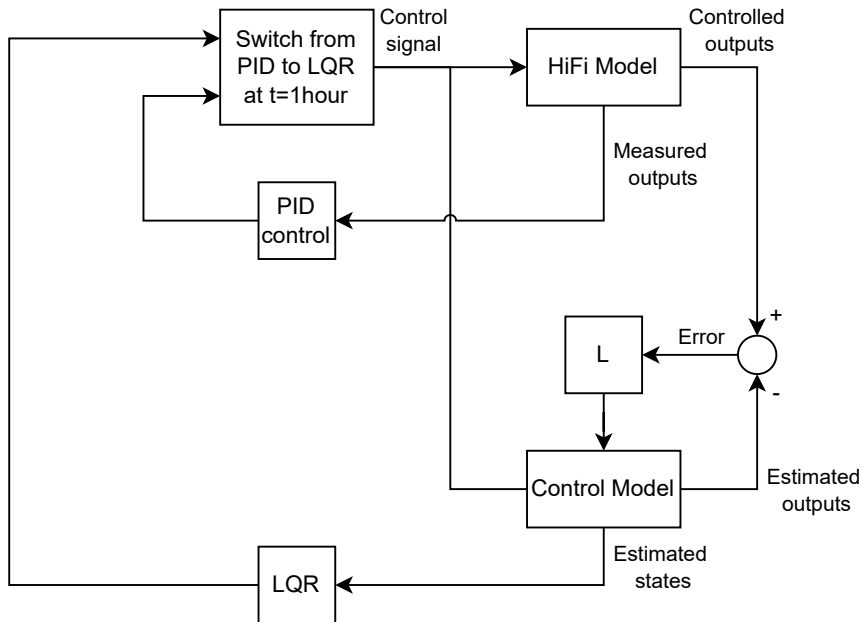 Switch from
PID to LQR
at t=1hour
Control
signal
HiFi Model
Controlled
outputs
Measured
outputs
PID
control
+
Error
L
-
Control Model
Estimated
outputs
Estimated
states
LQR